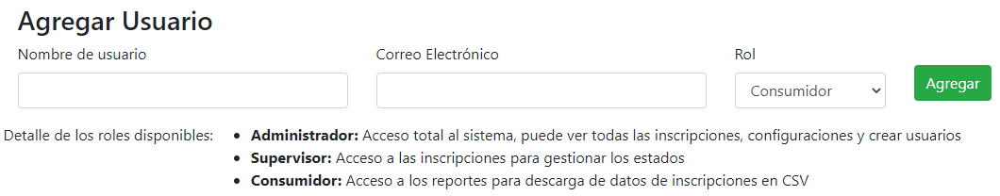 Agregar Usuario
Nombre de usuario
Correo Electrónico
Rol
Consumidor
Agregar
Detalle de los roles disponibles:
Administrador: Acceso total al sistema, puede ver todas las inscripciones, configuraciones y crear usuarios
Supervisor: Acceso a las inscripciones para gestionar los estados
Consumidor: Acceso a los reportes para descarga de datos de inscripciones en CSV